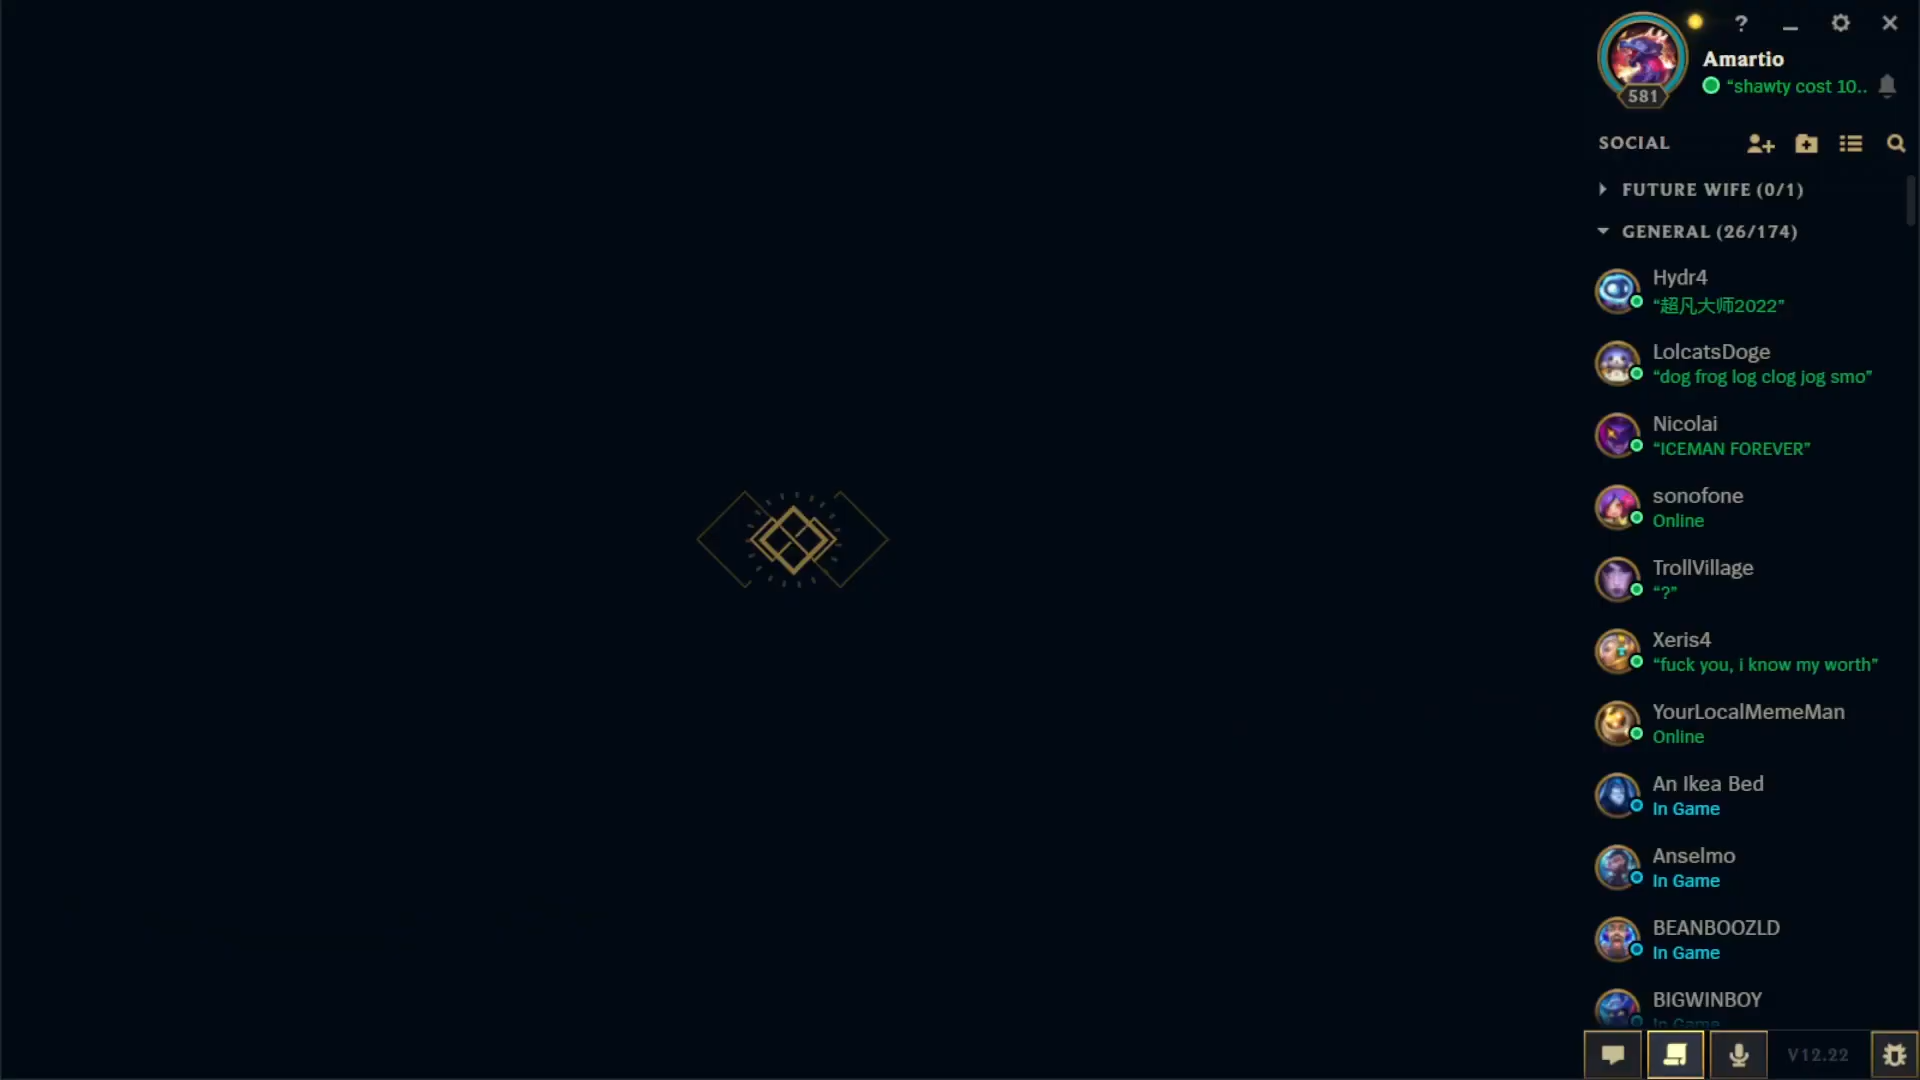 ?
Amartio
“shawty cost 10..
581
SOCIAL
FUTURE WIFE (0/1)
GENERAL (26/174)
Hydr4
“超凡大师2022”
LolcatsDoge
“dog frog log clog jog smo”
Nicolai
“ICEMAN FOREVER”
sonofone
Online
TrollVillage
“?”
Xeris4
“fuck you, i know my worth”
YourLocalMemeMan
Online
An Ikea Bed
In Game
Anselmo
In Game
BEANBOOZLD
In Game
BIGWINBOY
In Game
V12.22